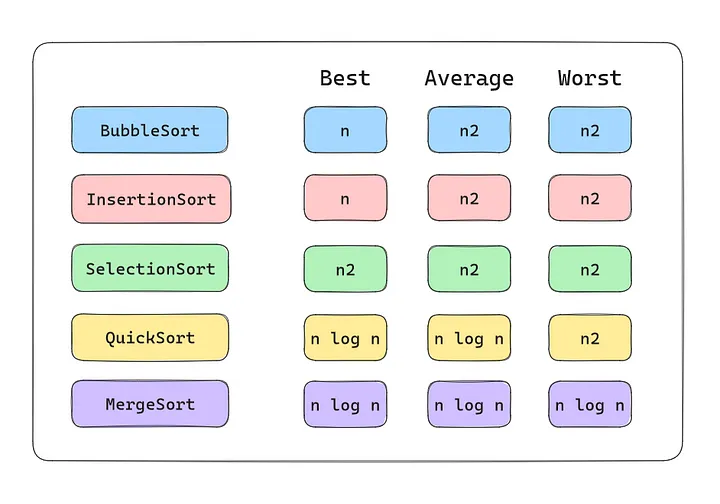 Best Average Worst
BubbleSort n n2 n2
InsertionSort n n2 n2
SelectionSort n2 n2 n2
QuickSort n log n n log n n2
MergeSort n log n n log n n log n